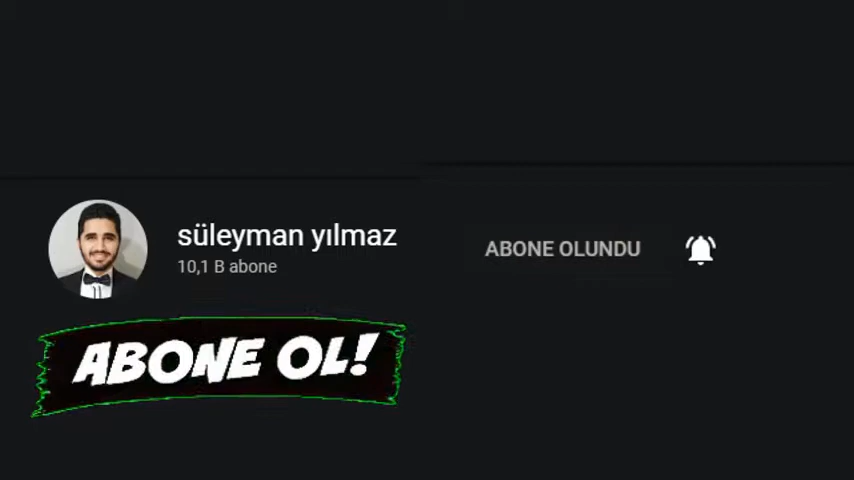 süleyman yılmaz
10,1 B abone
ABONE OLUNDU
ABONE OL!